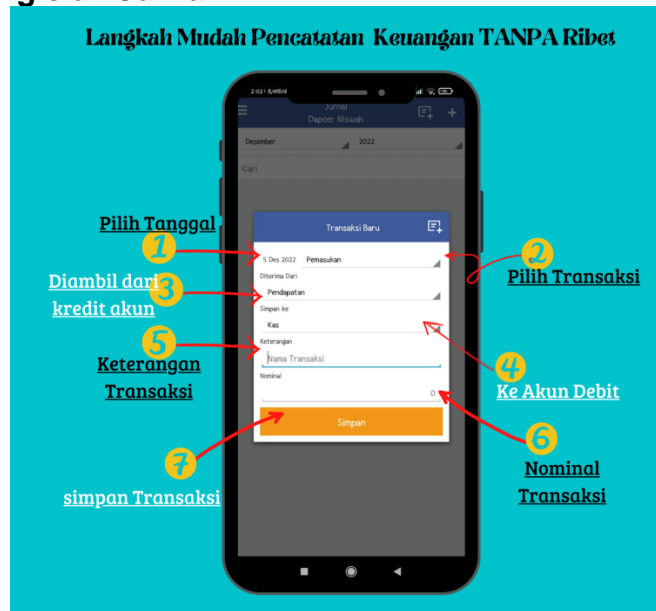 Langkah Mudah Pencatatan Keuangan TANPA Ribet
Jurnal
Dapoer Niswah
Desember 2022
Cari
Transaksi Baru
5 Des 2022 Pemasukan
Diterima Dari
Pendapatan
Simpan ke
Kas
Keterangan
Nama Transaksi
Nominal
0
Simpan
Pilih Tanggal
1
2
Pilih Transaksi
Diambil dari
kredit akun
3
4
Ke Akun Debit
5
Keterangan
Transaksi
6
Nominal
Transaksi
7
simpan Transaksi